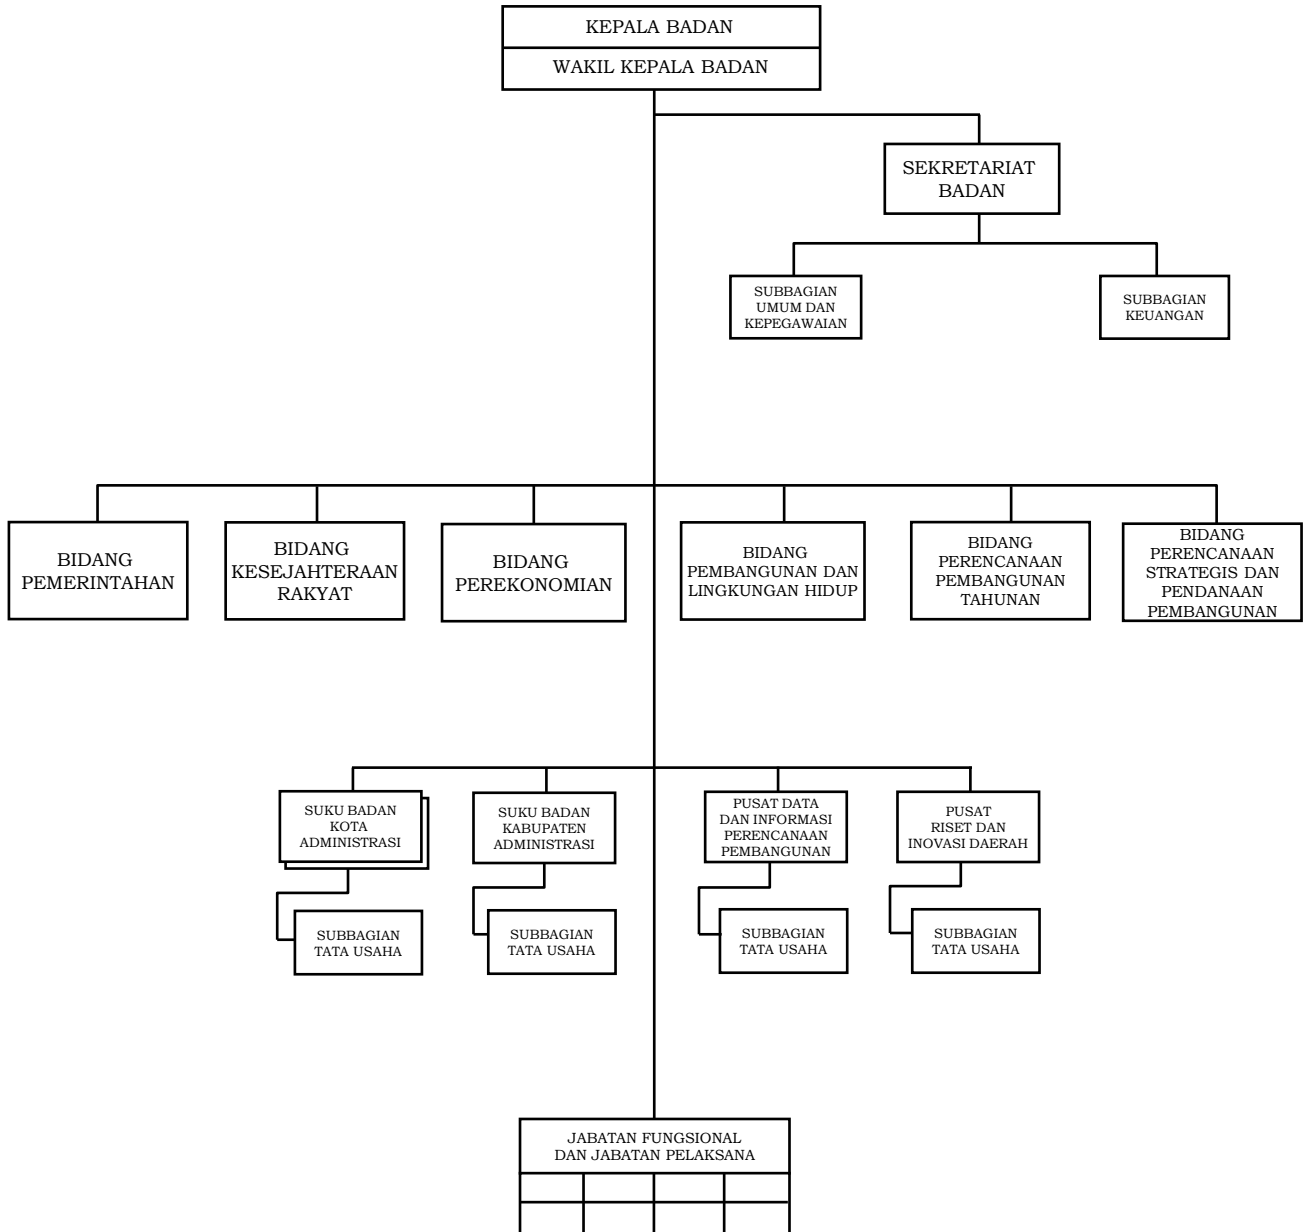 KEPALA BADAN
WAKIL KEPALA BADAN
SEKRETARIAT
BADAN
SUBBAGIAN
UMUM DAN
KEPEGAWAIAN
SUBBAGIAN
KEUANGAN
BIDANG
PEMERINTAHAN
BIDANG
KESEJAHTERAAN
RAKYAT
BIDANG
PEREKONOMIAN
BIDANG
PEMBANGUNAN DAN
LINGKUNGAN HIDUP
BIDANG
PERENCANAAN
PEMBANGUNAN
TAHUNAN
BIDANG
PERENCANAAN
STRATEGIS DAN
PENDANAAN
PEMBANGUNAN
SUKU BADAN
KOTA
ADMINISTRASI
SUKU BADAN
KABUPATEN
ADMINISTRASI
PUSAT DATA
DAN INFORMASI
PERENCANAAN
PEMBANGUNAN
PUSAT
RISET DAN
INOVASI DAERAH
SUBBAGIAN
TATA USAHA
SUBBAGIAN
TATA USAHA
SUBBAGIAN
TATA USAHA
SUBBAGIAN
TATA USAHA
JABATAN FUNGSIONAL
DAN JABATAN PELAKSANA